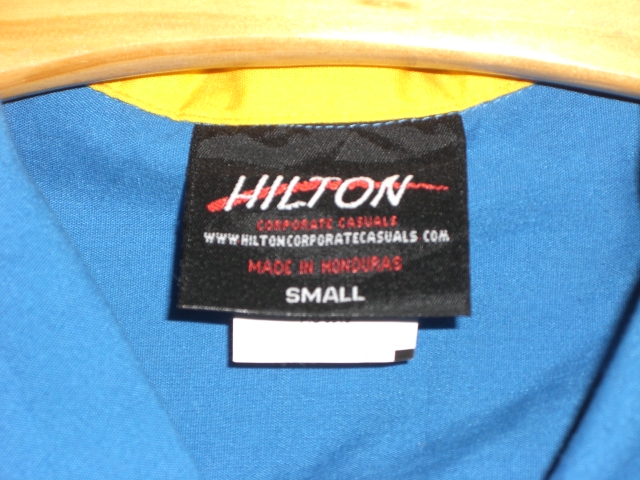 HILTON
CORPORATE CASUALS
WWW.HILTONCORPORATECASUALS.COM
MADE IN HONDURAS
SMALL